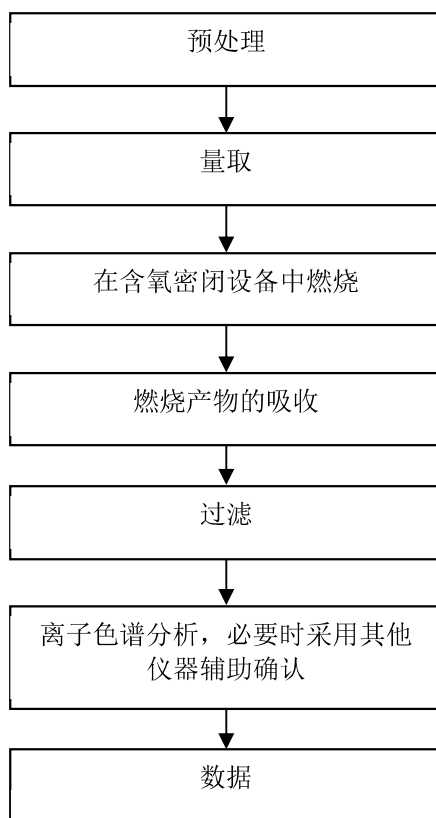 预处理
量取
在含氧密闭设备中燃烧
燃烧产物的吸收
过滤
离子色谱分析，必要时采用其他
仪器辅助确认
数据